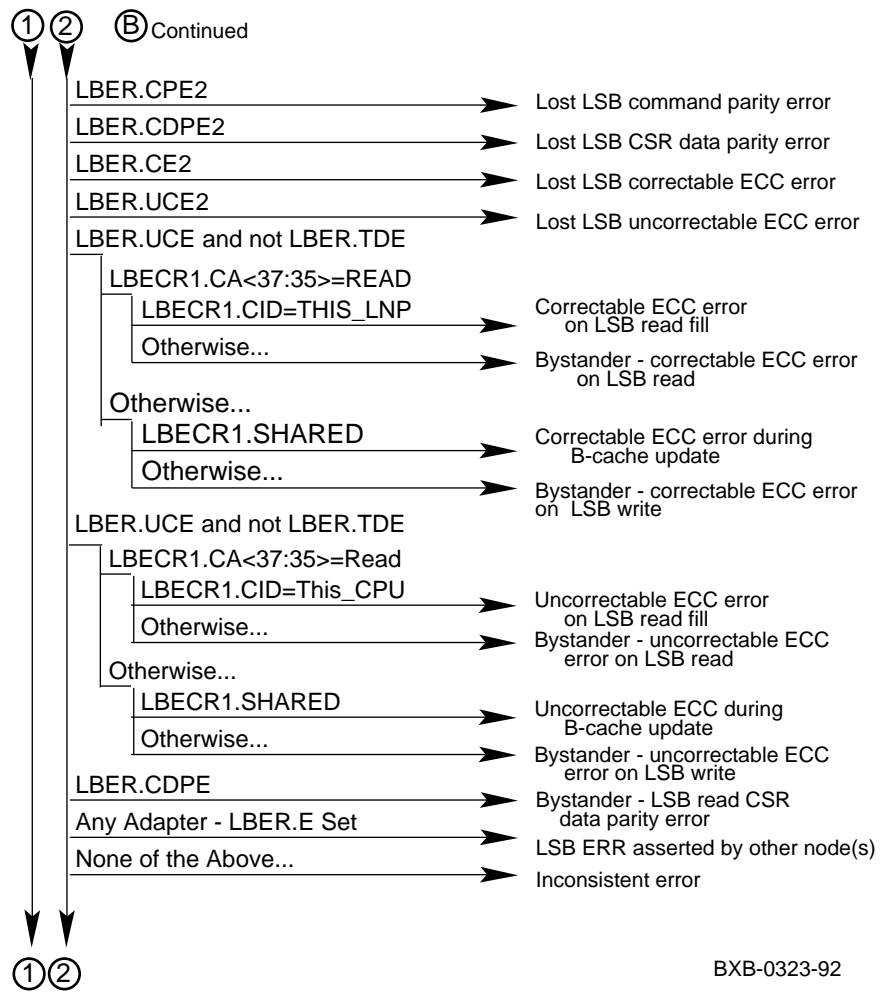 1 2 B Continued
LBER.CPE2
Lost LSB command parity error
LBER.CDPE2
Lost LSB CSR data parity error
LBER.CE2
Lost LSB correctable ECC error
LBER.UCE2
Lost LSB uncorrectable ECC error
LBER.UCE and not LBER.TDE
LBECR1.CA<37:35>=READ
LBECR1.CID=THIS_LNP
Correctable ECC error
on LSB read fill
Otherwise...
Bystander - correctable ECC error
on LSB read
Otherwise...
LBECR1.SHARED
Correctable ECC error during
B-cache update
Otherwise...
Bystander - correctable ECC error
on LSB write
LBER.UCE and not LBER.TDE
LBECR1.CA<37:35>=Read
LBECR1.CID=This_CPU
Uncorrectable ECC error
on LSB read fill
Otherwise...
Bystander - uncorrectable ECC
error on LSB read
Otherwise...
LBECR1.SHARED
Uncorrectable ECC during
B-cache update
Otherwise...
Bystander - uncorrectable ECC
error on LSB write
LBER.CDPE
Bystander - LSB read CSR
data parity error
Any Adapter - LBER.E Set
LSB ERR asserted by other node(s)
None of the Above...
Inconsistent error
1 2
BXB-0323-92